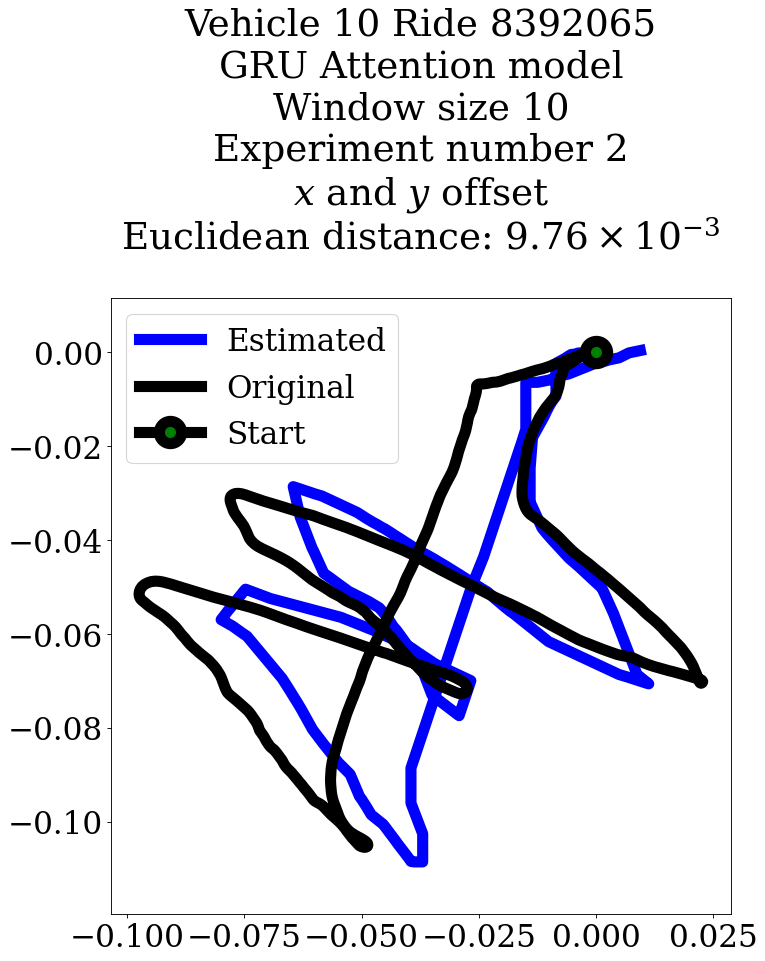 Vehicle 10 Ride 8392065
GRU Attention model
Window size 10
Experiment number 2
x and y offset
Euclidean distance: 9.76 × 10⁻³
Estimated
Original
Start
0.00
−0.02
−0.04
−0.06
−0.08
−0.10
−0.100 −0.075 −0.050 −0.025 0.000 0.025